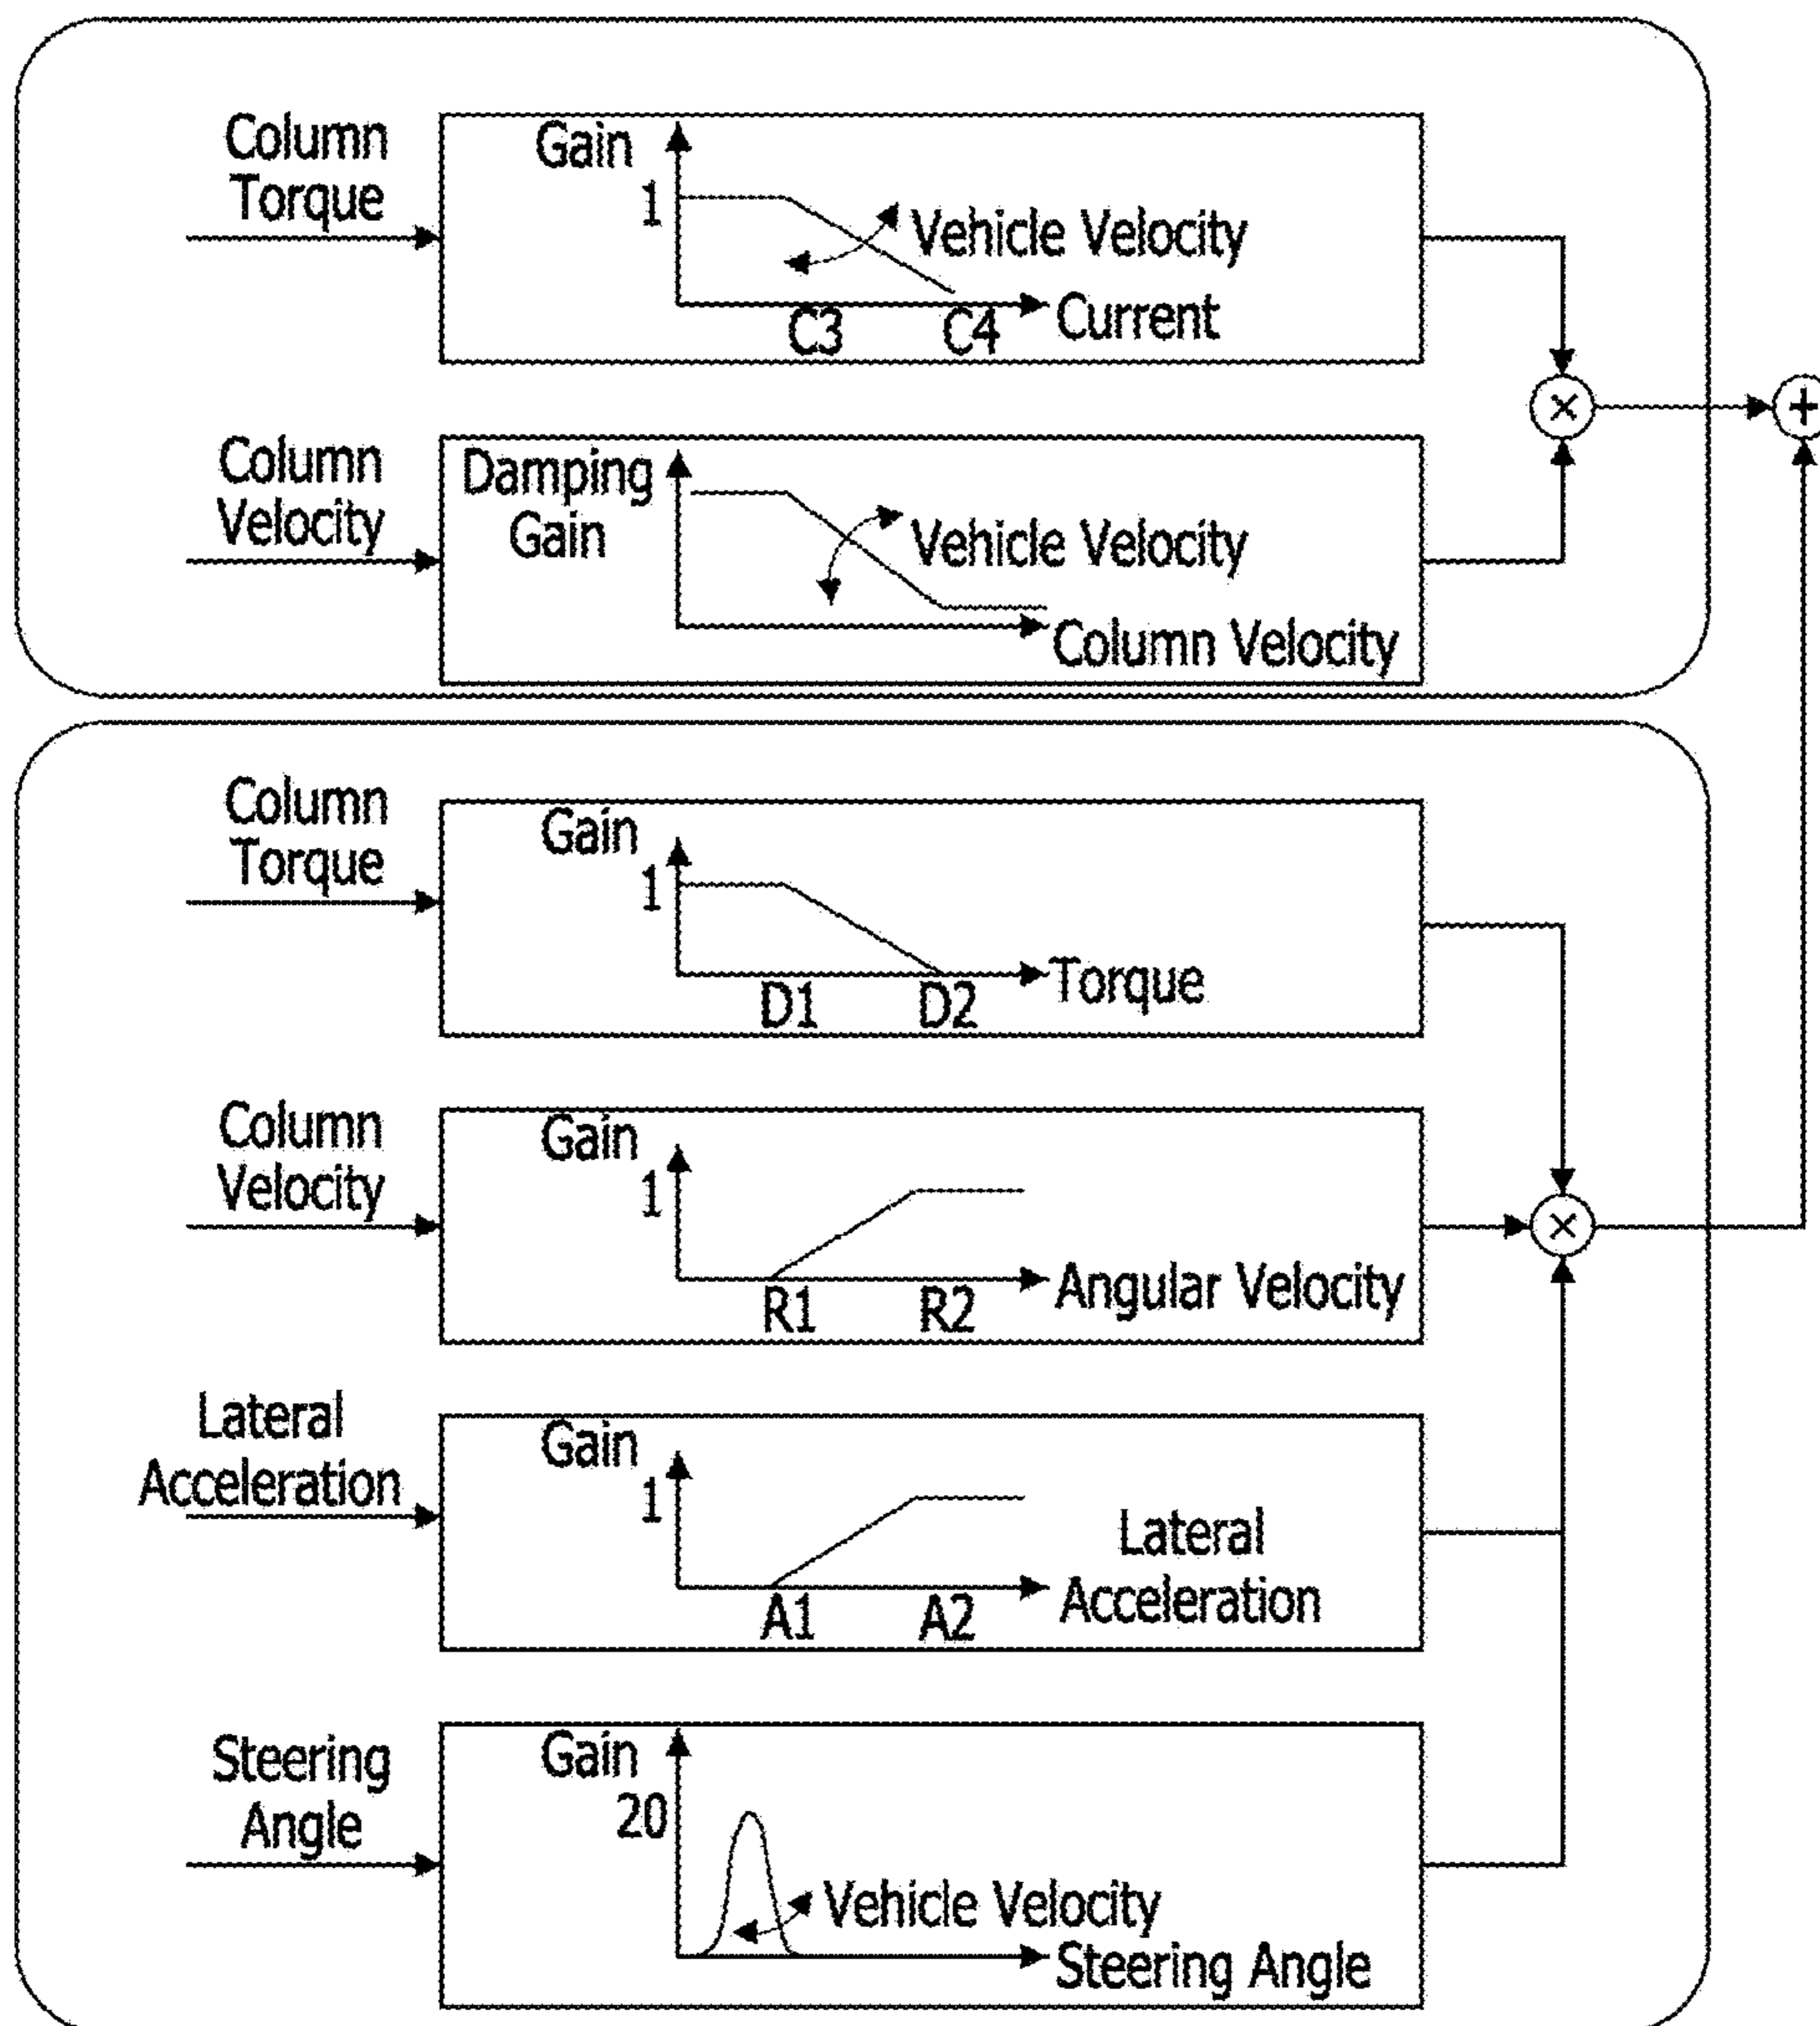 Column
Torque
Gain
1
Vehicle Velocity
C3
C4
Current
×
+
Column
Velocity
Damping
Gain
Vehicle Velocity
Column Velocity
Column
Torque
Gain
1
D1
D2
Torque
Column
Velocity
Gain
1
R1
R2
Angular Velocity
×
Lateral
Acceleration
Gain
1
A1
A2
Lateral
Acceleration
Steering
Angle
Gain
20
Vehicle Velocity
Steering Angle